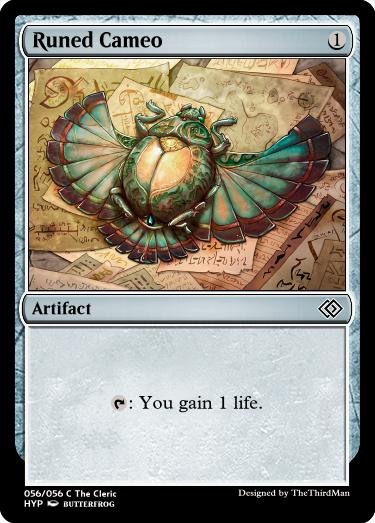 Runed Cameo 1
Artifact
: You gain 1 life.
056/056 C The Cleric
HYP BUTTERFROG
Designed by TheThirdMan